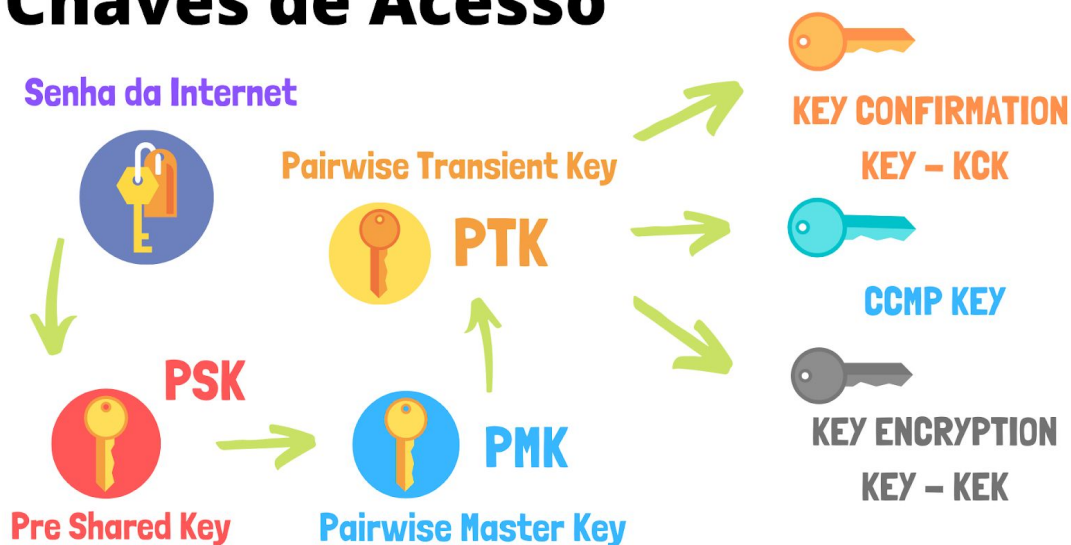 Chaves de Acesso
Senha da Internet
Pairwise Transient Key
PTK
PSK
Pre Shared Key
PMK
Pairwise Master Key
KEY CONFIRMATION
KEY – KCK
CCMP KEY
KEY ENCRYPTION
KEY – KEK